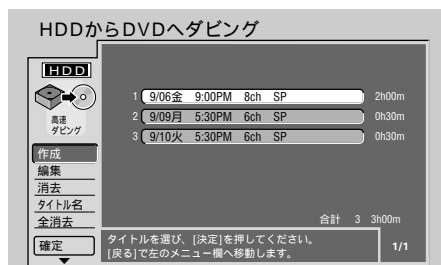 HDDからDVDへダビング
HDD
高速
ダビング
作成
編集
消去
タイトル名
全消去
確定
1 9/06金 9:00PM 8ch SP 2h00m
2 9/09月 5:30PM 6ch SP 0h30m
3 9/10火 5:30PM 6ch SP 0h30m
合計 3 3h00m
タイトルを選び、[決定]を押してください。
[戻る]で左のメニュー欄へ移動します。
1/1